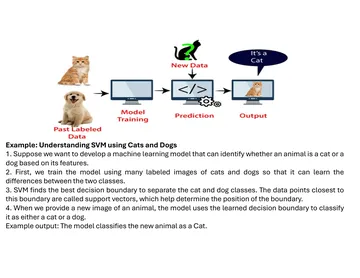 New Data
It's a
Cat
</>
Model
Training
Prediction
Output
Past Labeled
Data
Example: Understanding SVM using Cats and Dogs
1. Suppose we want to develop a machine learning model that can identify whether an animal is a cat or a
dog based on its features.
2. First, we train the model using many labeled images of cats and dogs so that it can learn the
differences between the two classes.
3. SVM finds the best decision boundary to separate the cat and dog classes. The data points closest to
this boundary are called support vectors, which help determine the position of the boundary.
4. When we provide a new image of an animal, the model uses the learned decision boundary to classify
it as either a cat or a dog.
Example output: The model classifies the new animal as a Cat.